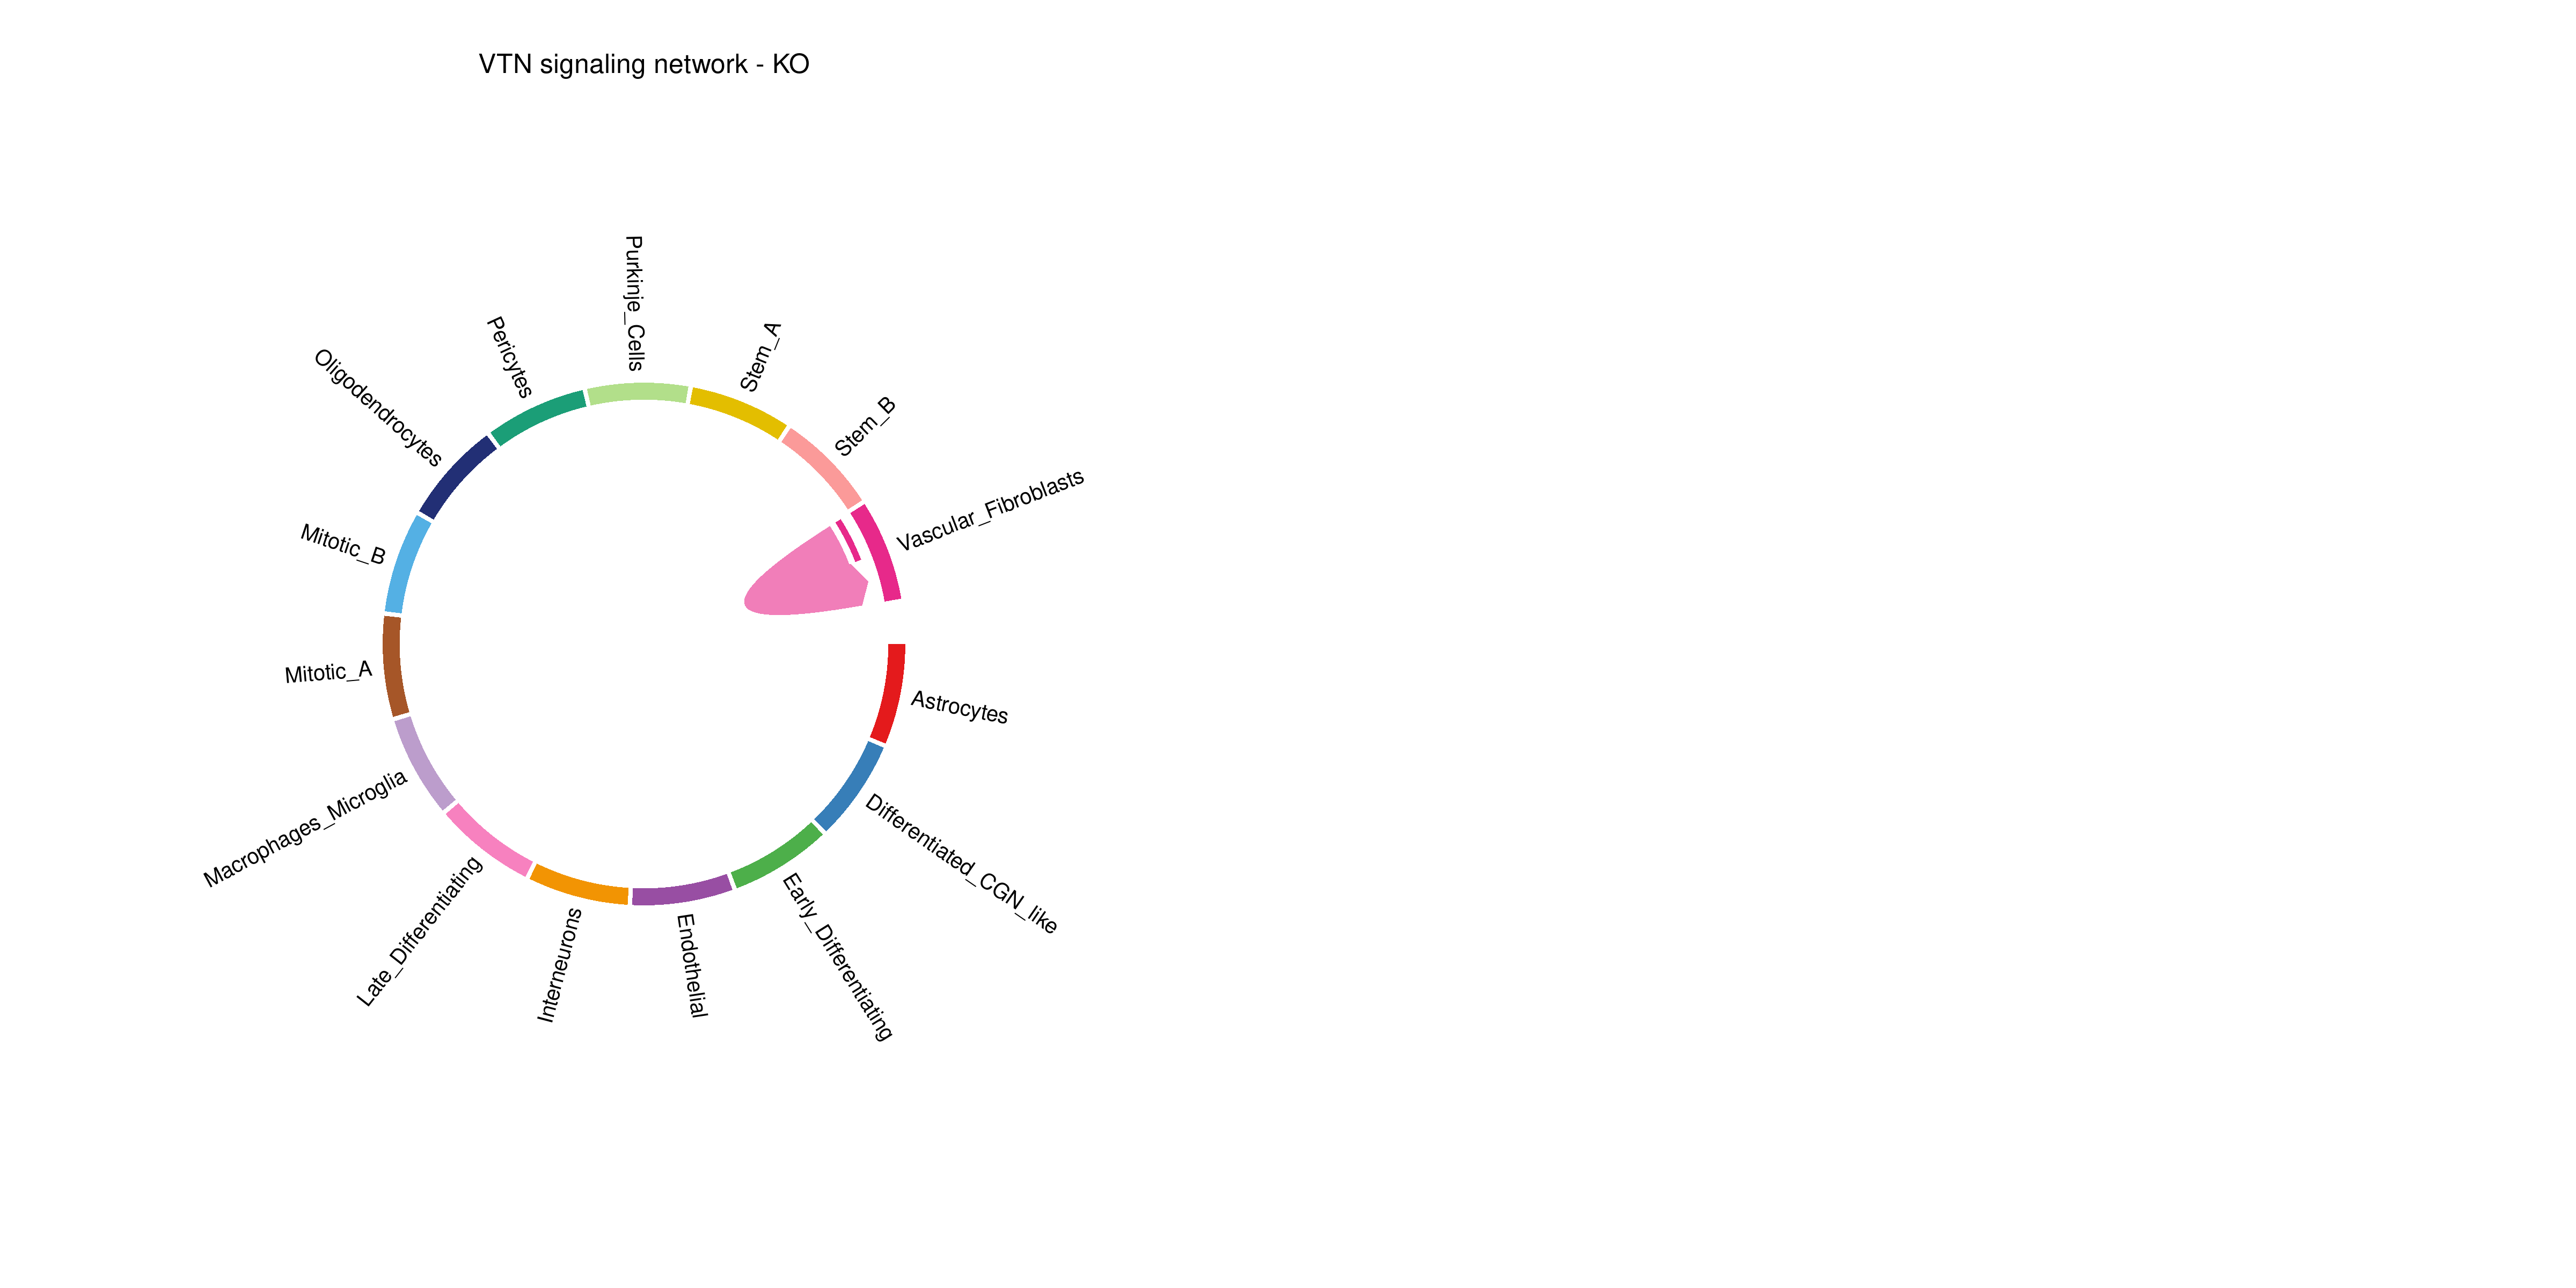 VTN signaling network - KO
Purkinje_Cells
Stem_A
Stem_B
Vascular_Fibroblasts
Astrocytes
Differentiated_CGN_like
Early_Differentiating
Endothelial
Interneurons
Late_Differentiating
Macrophages_Microglia
Mitotic_A
Mitotic_B
Oligodendrocytes
Pericytes